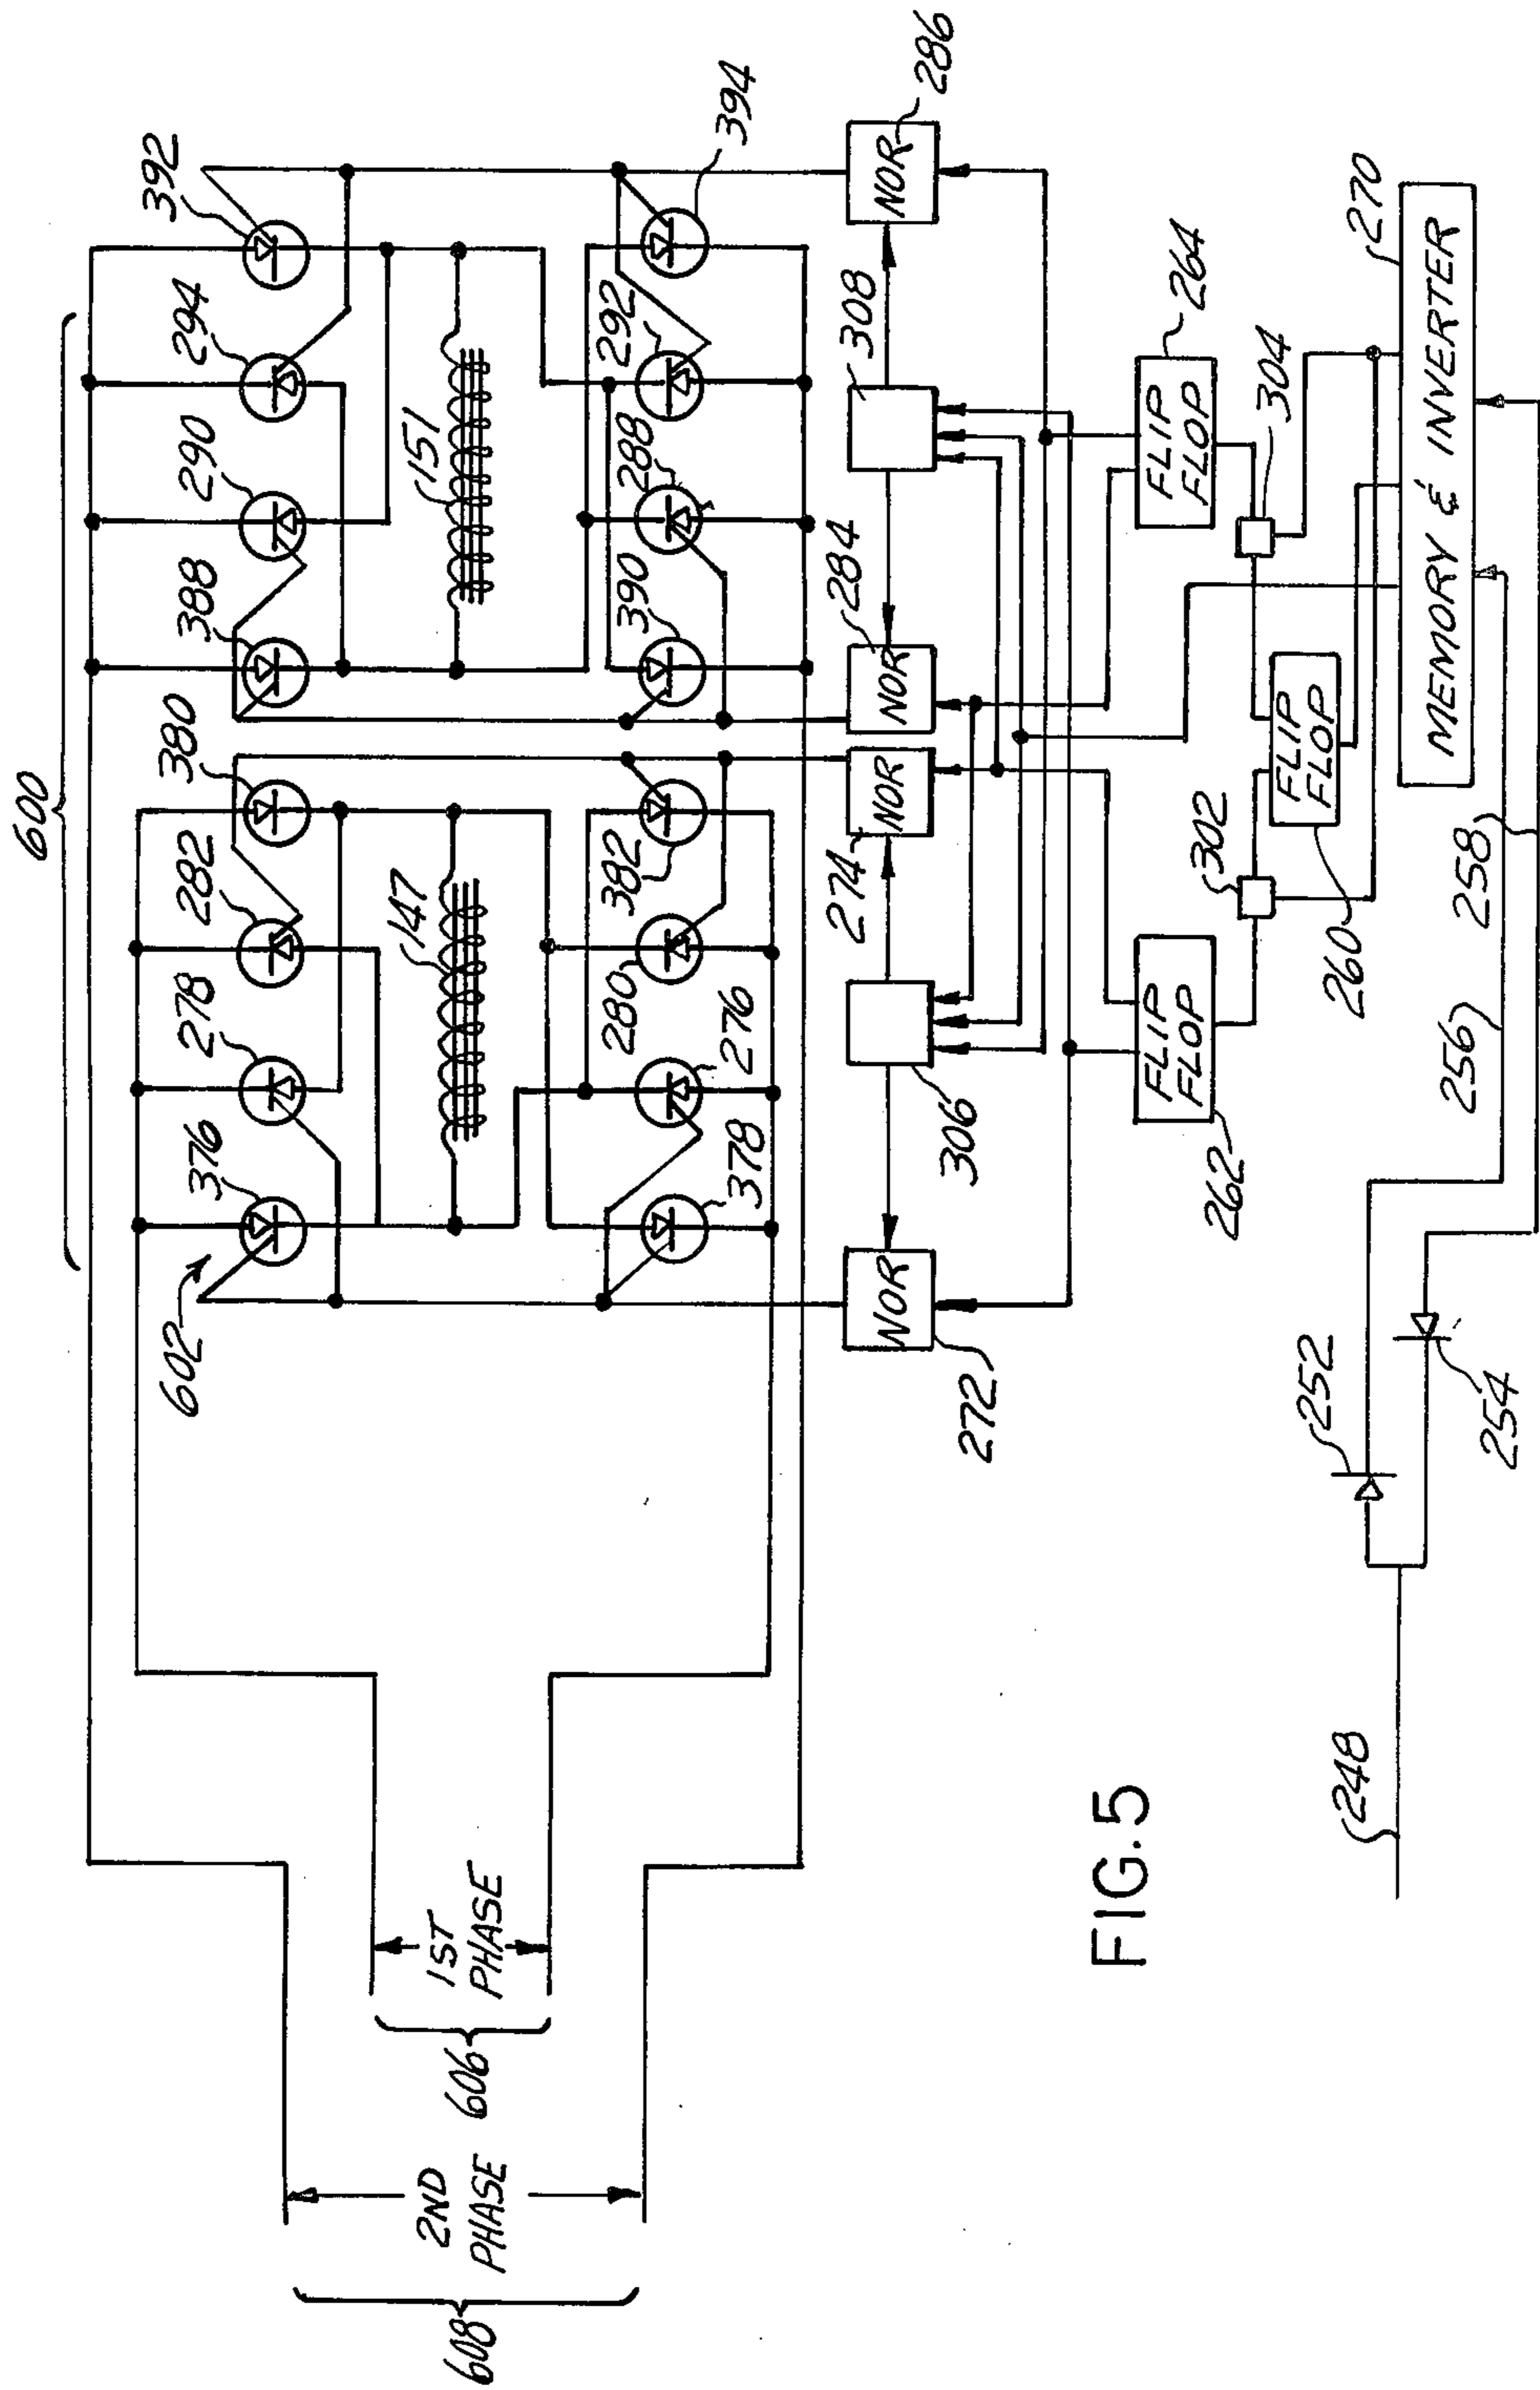 600
602
376
278
282
380
388
290
294
392
147
151
378
276
280
382
390
288
292
394
2ND
PHASE
608
1ST
PHASE
606
272
NOR
306
274
NOR
284
NOR
308
NOR
286
262
FLIP
FLOP
302
260
FLIP
FLOP
264
FLIP
FLOP
304
270
MEMORY & INVERTER
248
252
254
256
258
FIG.5